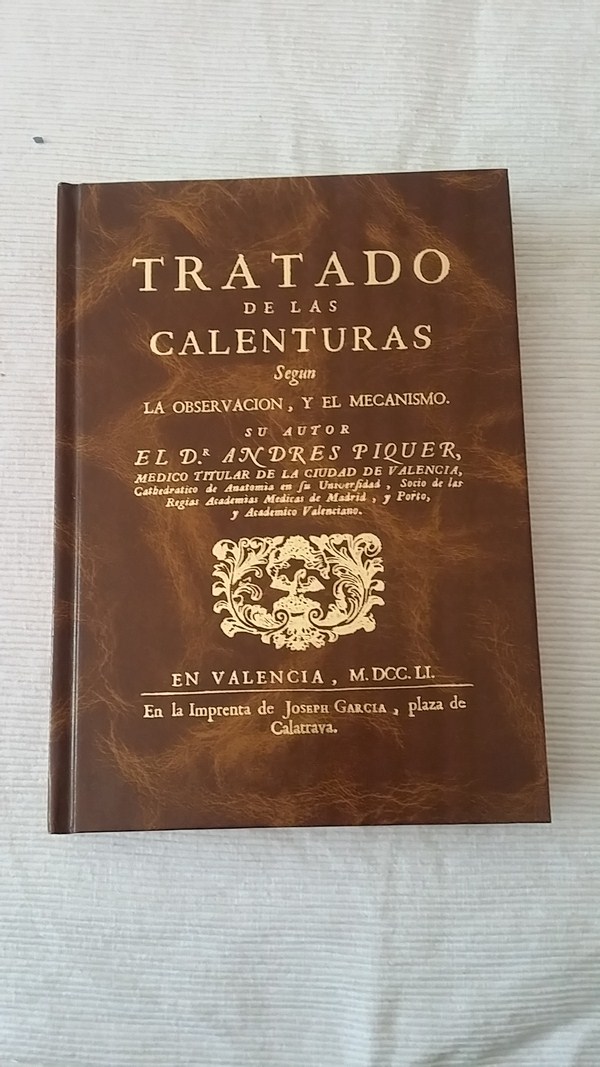 TRATADO
DE LAS
CALENTURAS
Segun
LA OBSERVACION, Y EL MECANISMO.
SU AUTOR
EL D.R ANDRES PIQUER,
MEDICO TITULAR DE LA CIUDAD DE VALENCIA,
Cathedratico de Anatomia en ſu Univerſidad, Socio de las
Regias Academias Medicas de Madrid, y Porto,
y Academico Valenciano.
EN VALENCIA, M.DCC.LI.
En la Imprenta de JOSEPH GARCIA, plaza de
Calatrava.